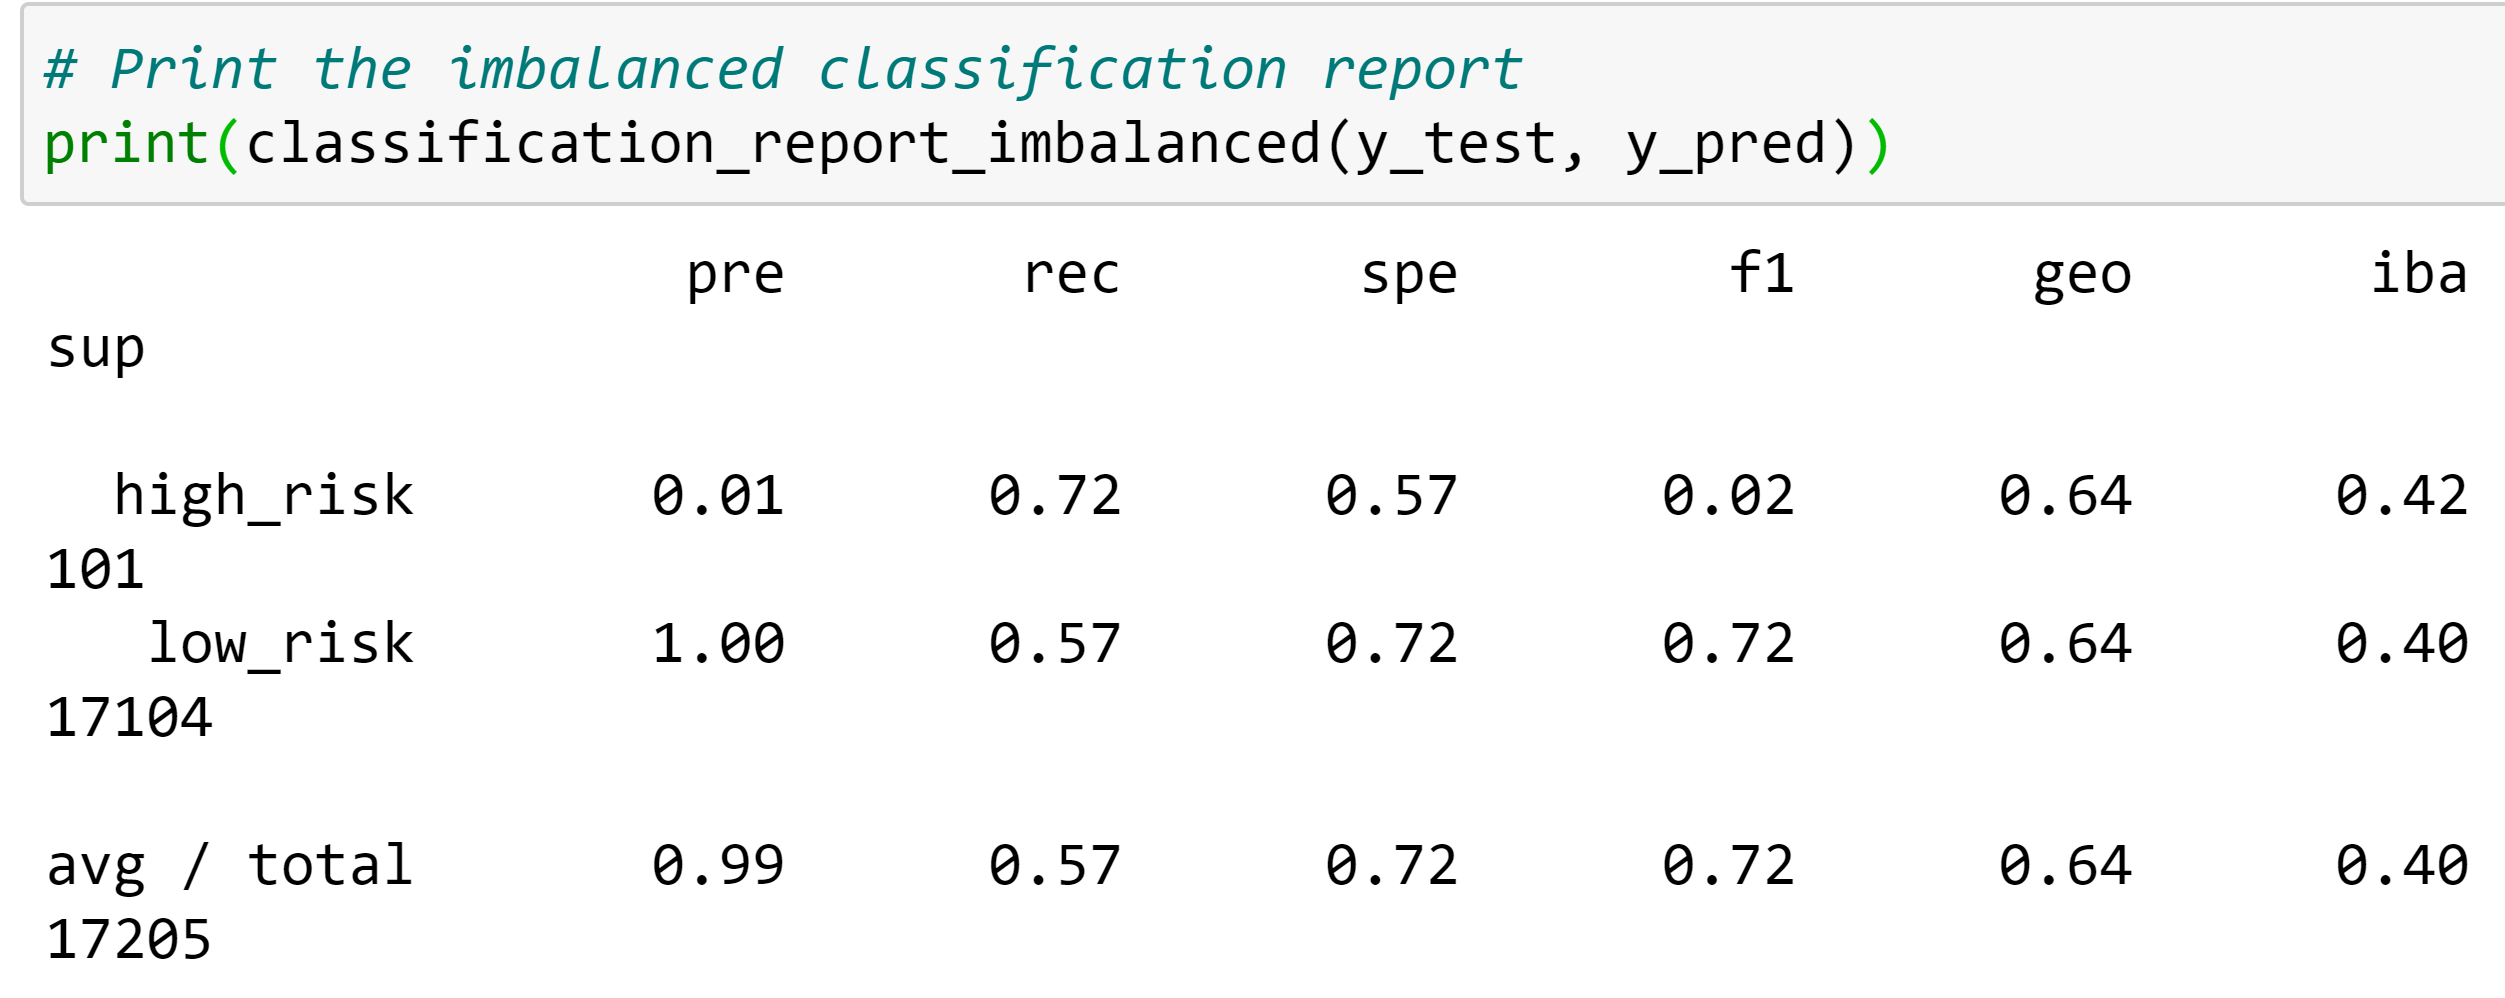 # Print the imbalanced classification report
print(classification_report_imbalanced(y_test, y_pred))
pre rec spe f1 geo iba
sup
high_risk 0.01 0.72 0.57 0.02 0.64 0.42
101
low_risk 1.00 0.57 0.72 0.72 0.64 0.40
17104
avg / total 0.99 0.57 0.72 0.72 0.64 0.40
17205